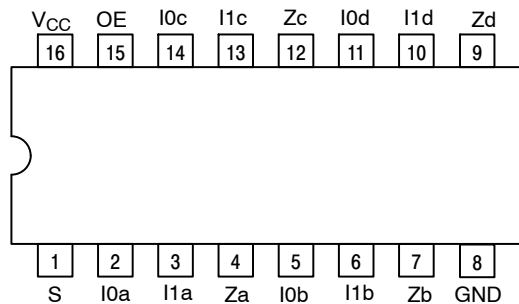 VCC OE I0c I1c Zc I0d I1d Zd
16 15 14 13 12 11 10 9
1 2 3 4 5 6 7 8
S I0a I1a Za I0b I1b Zb GND